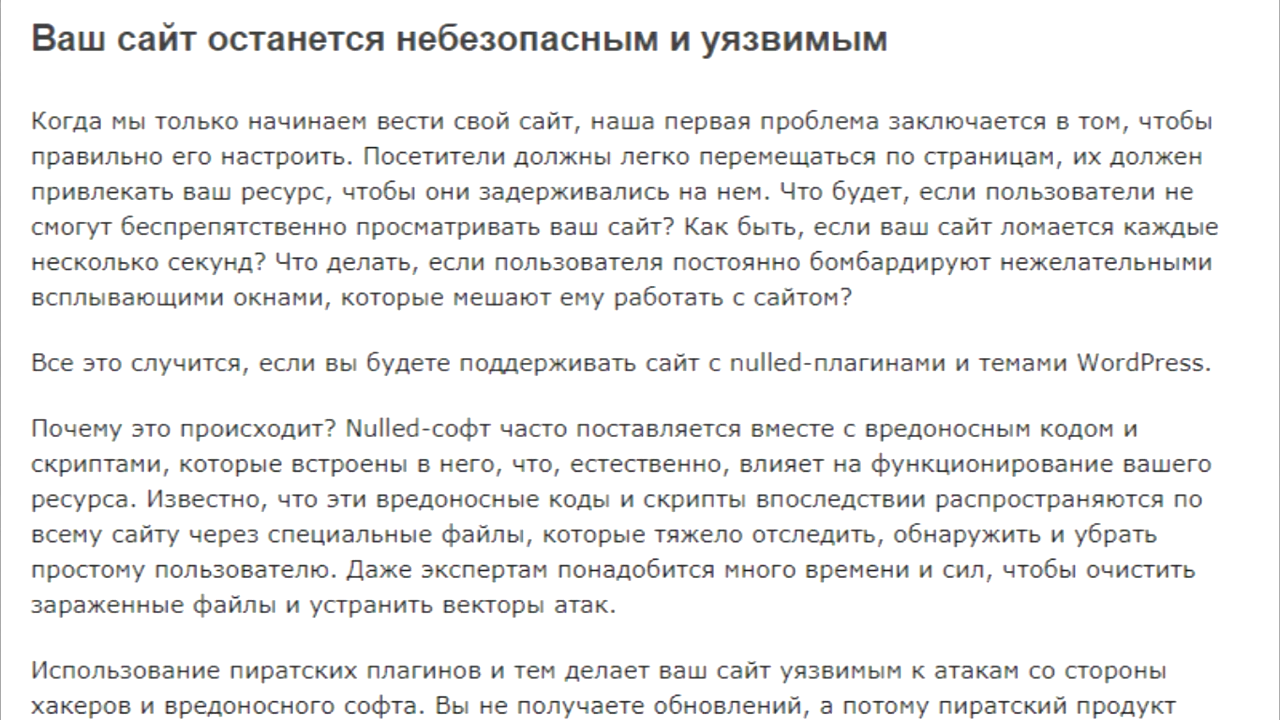 Ваш сайт останется небезопасным и уязвимым
Когда мы только начинаем вести свой сайт, наша первая проблема заключается в том, чтобы
правильно его настроить. Посетители должны легко перемещаться по страницам, их должен
привлекать ваш ресурс, чтобы они задерживались на нем. Что будет, если пользователи не
смогут беспрепятственно просматривать ваш сайт? Как быть, если ваш сайт ломается каждые
несколько секунд? Что делать, если пользователя постоянно бомбардируют нежелательными
всплывающими окнами, которые мешают ему работать с сайтом?
Все это случится, если вы будете поддерживать сайт с nulled-плагинами и темами WordPress.
Почему это происходит? Nulled-софт часто поставляется вместе с вредоносным кодом и
скриптами, которые встроены в него, что, естественно, влияет на функционирование вашего
ресурса. Известно, что эти вредоносные коды и скрипты впоследствии распространяются по
всему сайту через специальные файлы, которые тяжело отследить, обнаружить и убрать
простому пользователю. Даже экспертам понадобится много времени и сил, чтобы очистить
зараженные файлы и устранить векторы атак.
Использование пиратских плагинов и тем делает ваш сайт уязвимым к атакам со стороны
хакеров и вредоносного софта. Вы не получаете обновлений, а потому пиратский продукт